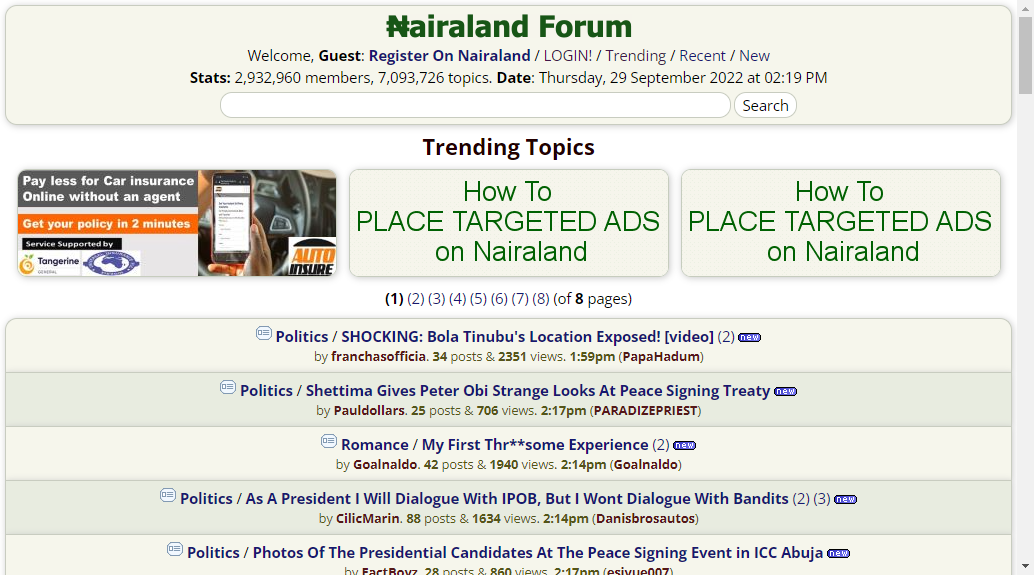 ₦airaland Forum
Welcome, Guest: Register On Nairaland / LOGIN! / Trending / Recent / New
Stats: 2,932,960 members, 7,093,726 topics. Date: Thursday, 29 September 2022 at 02:19 PM
Search
Trending Topics
Pay less for Car insurance
Online without an agent
Get your policy in 2 minutes
Service Supported by
Tangerine
GENERAL
AUTO
INSURE
How To
PLACE TARGETED ADS
on Nairaland
How To
PLACE TARGETED ADS
on Nairaland
(1) (2) (3) (4) (5) (6) (7) (8) (of 8 pages)
Politics / SHOCKING: Bola Tinubu's Location Exposed! [video] (2) new
by franchasofficia. 34 posts & 2351 views. 1:59pm (PapaHadum)
Politics / Shettima Gives Peter Obi Strange Looks At Peace Signing Treaty new
by Pauldollars. 25 posts & 706 views. 2:17pm (PARADIZEPRIEST)
Romance / My First Thr**some Experience (2) new
by Goalnaldo. 42 posts & 1940 views. 2:14pm (Goalnaldo)
Politics / As A President I Will Dialogue With IPOB, But I Wont Dialogue With Bandits (2) (3) new
by CilicMarin. 88 posts & 1634 views. 2:14pm (Danisbrosautos)
Politics / Photos Of The Presidential Candidates At The Peace Signing Event in ICC Abuja new
by FactBoyz. 28 posts & 860 views. 2:17pm (esivue007)